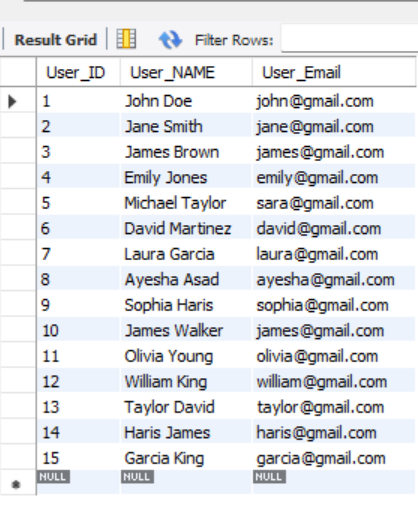 Result Grid Filter Rows:
User_ID User_NAME User_Email
1 John Doe john@gmail.com
2 Jane Smith jane@gmail.com
3 James Brown james@gmail.com
4 Emily Jones emily@gmail.com
5 Michael Taylor sara@gmail.com
6 David Martinez david@gmail.com
7 Laura Garcia laura@gmail.com
8 Ayesha Asad ayesha@gmail.com
9 Sophia Haris sophia@gmail.com
10 James Walker james@gmail.com
11 Olivia Young olivia@gmail.com
12 William King william@gmail.com
13 Taylor David taylor@gmail.com
14 Haris James haris@gmail.com
15 Garcia King garcia@gmail.com
NULL NULL NULL